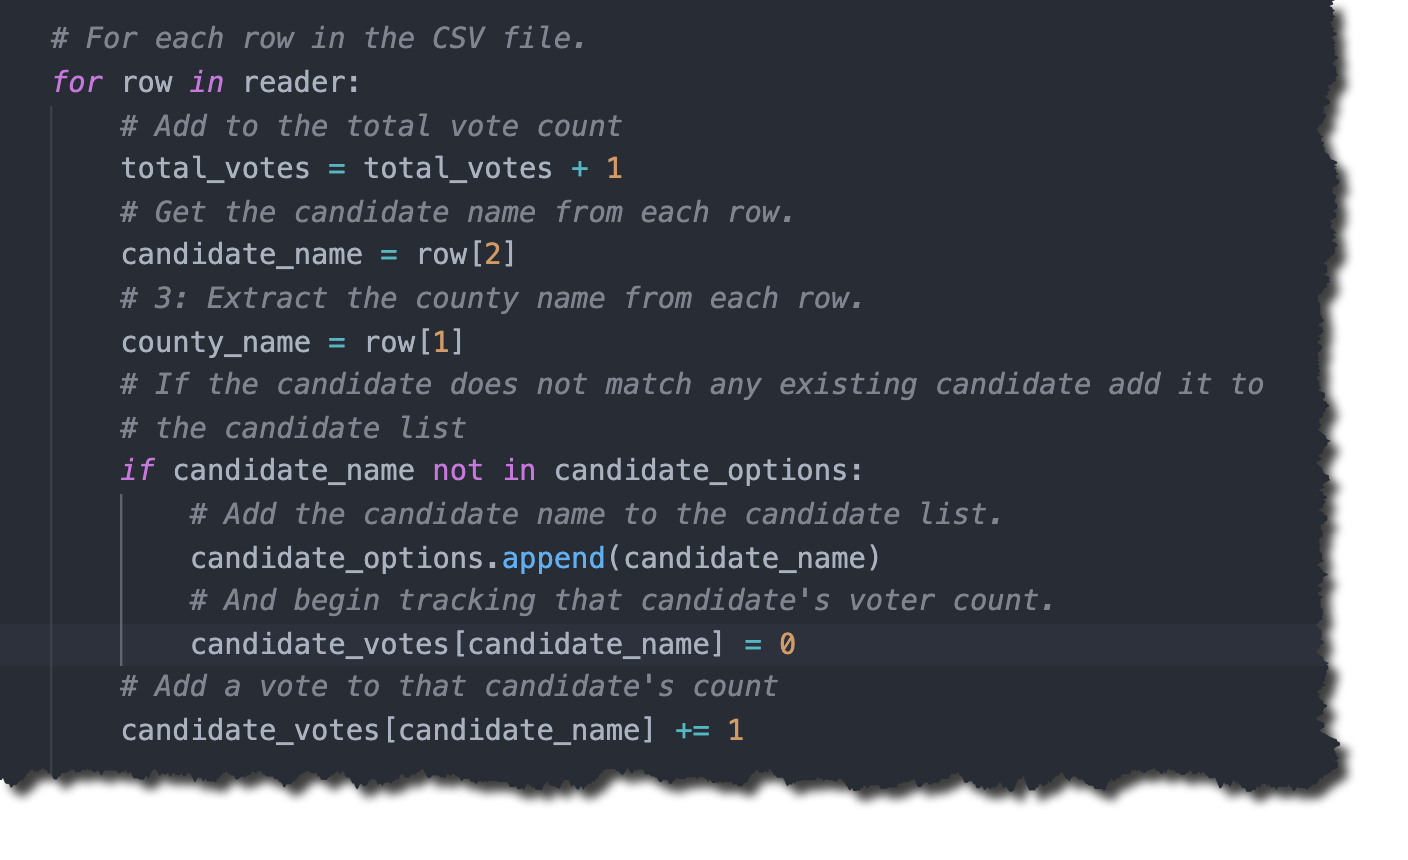 # For each row in the CSV file.
for row in reader:
    # Add to the total vote count
    total_votes = total_votes + 1
    # Get the candidate name from each row.
    candidate_name = row[2]
    # 3: Extract the county name from each row.
    county_name = row[1]
    # If the candidate does not match any existing candidate add it to
    # the candidate list
    if candidate_name not in candidate_options:
        # Add the candidate name to the candidate list.
        candidate_options.append(candidate_name)
        # And begin tracking that candidate's voter count.
        candidate_votes[candidate_name] = 0
    # Add a vote to that candidate's count
    candidate_votes[candidate_name] += 1